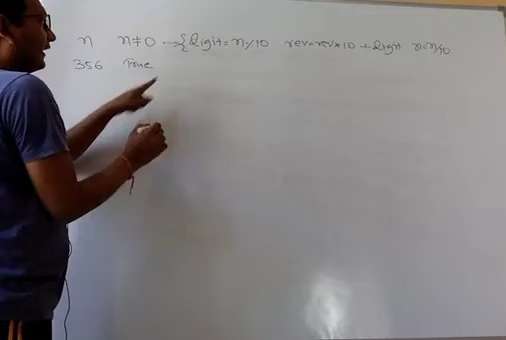 n n≠0 → {digit = n%10 rev=rev*10+digit n=n/10
356 True